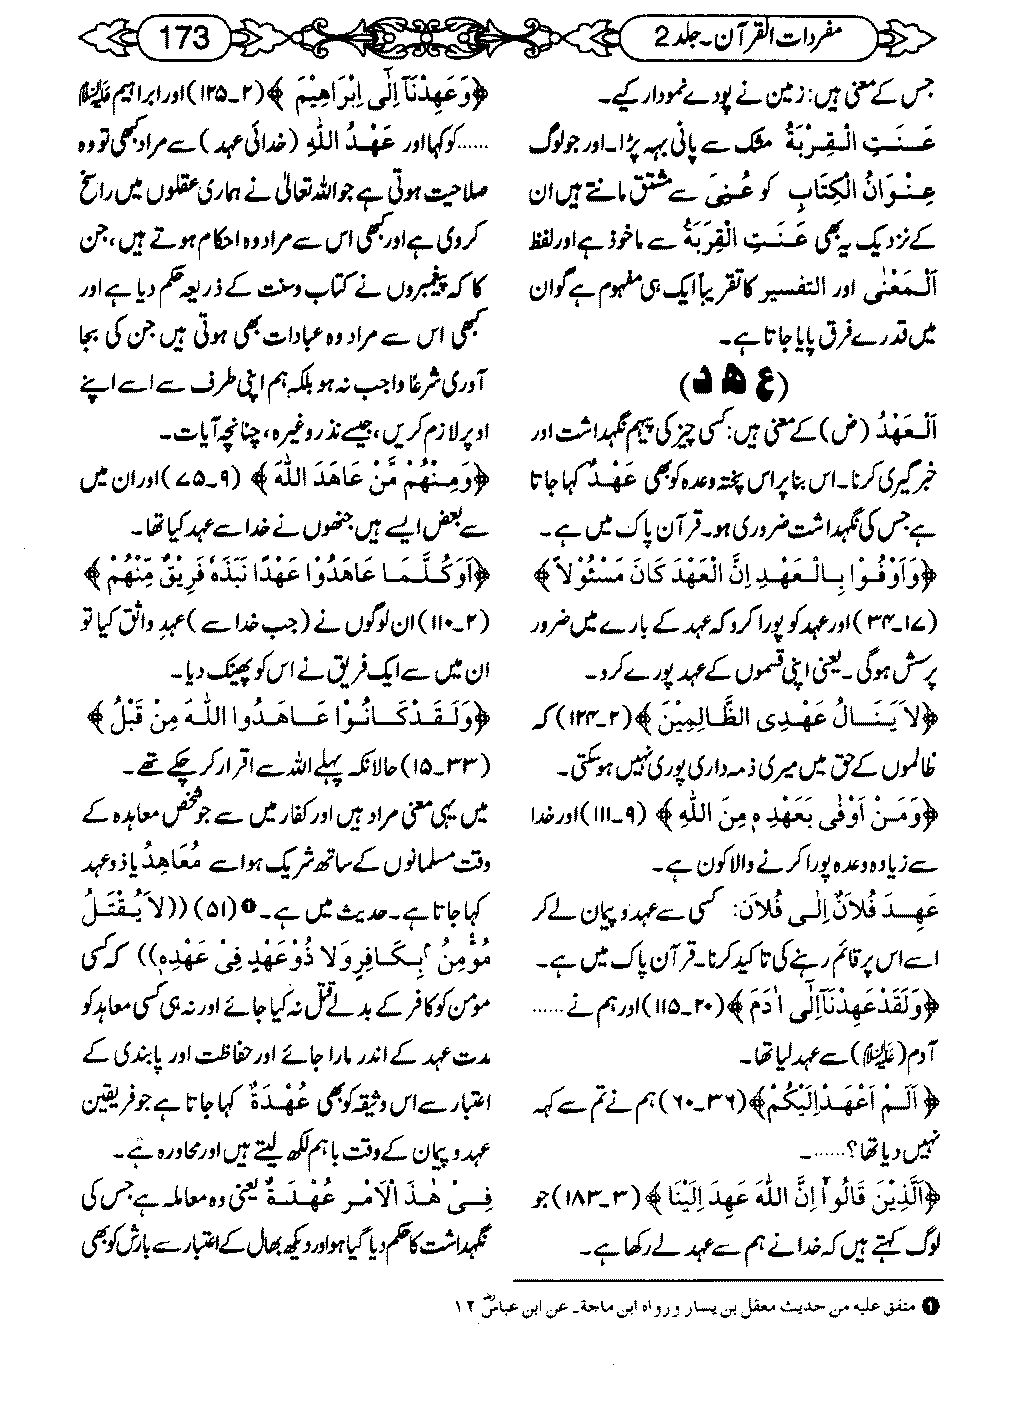 مفردات القرآن۔جلد 2
173
جس کے معنی ہیں: زمین نے پودے نمودار کیے۔
عَنَتِ الْقِرْبَةُ مشک سے پانی بہہ پڑا۔اور جو لوگ
عِنْوَانُ الْكِتَابِ کو عُنِیَ سے مشتق مانتے ہیں ان
کے نزدیک یہ بھی عَنَتِ الْقِرْبَةُ سے ماخوذ ہے اور لفظ
اَلْمَعْنٰى اور التفسیر کا تقریباً ایک ہی مفہوم ہے گو ان
میں قدرے فرق پایا جاتا ہے۔
(ع ھ د)
اَلْعَهْدُ (ض) کے معنی ہیں: کسی چیز کی پیہم نگہداشت اور
خبر گیری کرنا۔اس بنا پر اس پختہ وعدہ کو بھی عَهْدٌ کہا جاتا
ہے جس کی نگہداشت ضروری ہو۔قرآن پاک میں ہے۔
﴿وَاَوْفُوْا بِالْعَهْدِ اِنَّ الْعَهْدَ كَانَ مَسْئُوْلًا﴾
(۱۷۔۳۴) اور عہد کو پورا کرو کہ عہد کے بارے میں ضرور
پرسش ہوگی۔یعنی اپنی قسموں کے عہد پورے کرو۔
﴿لَا يَنَالُ عَهْدِى الظّٰلِمِيْنَ﴾ (۲۔۱۲۴) کہ
ظالموں کے حق میں میری ذمہ داری پوری نہیں ہو سکتی۔
﴿وَمَنْ اَوْفٰى بِعَهْدِهٖ مِنَ اللّٰهِ﴾ (۹۔۱۱۱) اور خدا
سے زیادہ وعدہ پورا کرنے والا کون ہے۔
عَهِدَ فُلَانٌ اِلٰى فُلَانٍ: کسی سے عہد و پیمان لے کر
اسے اس پر قائم رہنے کی تاکید کرنا۔قرآن پاک میں ہے۔
﴿وَلَقَدْ عَهِدْنَآ اِلٰٓى اٰدَمَ﴾ (۲۰۔۱۱۵) اور ہم نے ......
آدم (علیہ السلام) سے عہد لیا تھا۔
﴿اَلَمْ اَعْهَدْ اِلَيْكُمْ﴾ (۳۶۔۶۰) ہم نے تم سے کہہ
نہیں دیا تھا؟......۔
﴿اَلَّذِيْنَ قَالُوْٓا اِنَّ اللّٰهَ عَهِدَ اِلَيْنَا﴾ (۳۔۱۸۳) جو
لوگ کہتے ہیں کہ خدا نے ہم سے عہد لے رکھا ہے۔
﴿وَعَهِدْنَآ اِلٰٓى اِبْرَاهِيْمَ﴾ (۲۔۱۲۵) اور ابراہیم علیہ السلام
......کو کہا اور عَهْدُ اللّٰهِ (خدائی عہد) سے مراد کبھی تو وہ
صلاحیت ہوتی ہے جو اللہ تعالیٰ نے ہماری عقلوں میں راسخ
کر دی ہے اور کبھی اس سے مراد وہ احکام ہوتے ہیں، جن
کا کہ پیغمبروں نے کتاب و سنت کے ذریعہ حکم دیا ہے اور
کبھی اس سے مراد وہ عبادات بھی ہوتی ہیں جن کی بجا
آوری شرعاً واجب نہ ہو بلکہ ہم اپنی طرف سے اسے اپنے
اوپر لازم کریں، جیسے نذر وغیرہ، چنانچہ آیات۔
﴿وَمِنْهُمْ مَّنْ عَاهَدَ اللّٰهَ﴾ (۹۔۷۵) اور ان میں
سے بعض ایسے ہیں جنھوں نے خدا سے عہد کیا تھا۔
﴿اَوَكُلَّمَا عَاهَدُوْا عَهْدًا نَّبَذَهٗ فَرِيْقٌ مِّنْهُمْ﴾
(۲۔۱۱۰) ان لوگوں نے (جب خدا سے) عہدِ واثق کیا تو
ان میں سے ایک فریق نے اس کو پھینک دیا۔
﴿وَلَقَدْ كَانُوْا عَاهَدُوا اللّٰهَ مِنْ قَبْلُ﴾
(۳۳۔۱۵) حالانکہ پہلے اللہ سے اقرار کر چکے تھے۔
میں یہی معنی مراد ہیں اور کفار میں سے جو شخص معاہدہ کے
وقت مسلمانوں کے ساتھ شریک ہو اسے مُعَاهِدٌ یا ذو عہد
کہا جاتا ہے۔حدیث میں ہے۔❶ (۵۱) ((لَا يُقْتَلُ
مُؤْمِنٌ بِكَافِرٍ وَلَا ذُوْعَهْدٍ فِيْ عَهْدِهٖ)) کہ کسی
مومن کو کافر کے بدلے قتل نہ کیا جائے اور نہ ہی کسی معاہد کو
مدت عہد کے اندر مارا جائے اور حفاظت اور پابندی کے
اعتبار سے اس وثیقہ کو بھی عُهْدَةٌ کہا جاتا ہے جو فریقین
عہد و پیمان کے وقت باہم لکھ لیتے ہیں اور محاورہ ہے۔
فِيْ هٰذَا الْاَمْرِ عُهْدَةٌ یعنی وہ معاملہ ہے جس کی
نگہداشت کا حکم دیا گیا ہو اور دیکھ بھال کے اعتبار سے بارش کو بھی
❶ متفق علیہ من حدیث معقل بن یسار و رواہ ابن ماجة۔ عن ابن عباسؓ ۱۲